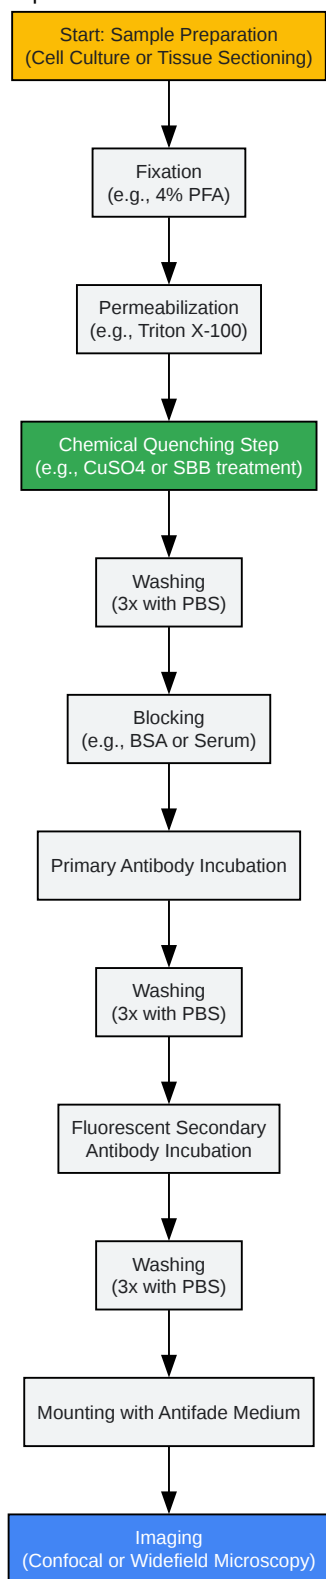 Start: Sample Preparation
(Cell Culture or Tissue Sectioning)
Fixation
(e.g., 4% PFA)
Permeabilization
(e.g., Triton X-100)
Chemical Quenching Step
(e.g., CuSO4 or SBB treatment)
Washing
(3x with PBS)
Blocking
(e.g., BSA or Serum)
Primary Antibody Incubation
Washing
(3x with PBS)
Fluorescent Secondary
Antibody Incubation
Washing
(3x with PBS)
Mounting with Antifade Medium
Imaging
(Confocal or Widefield Microscopy)